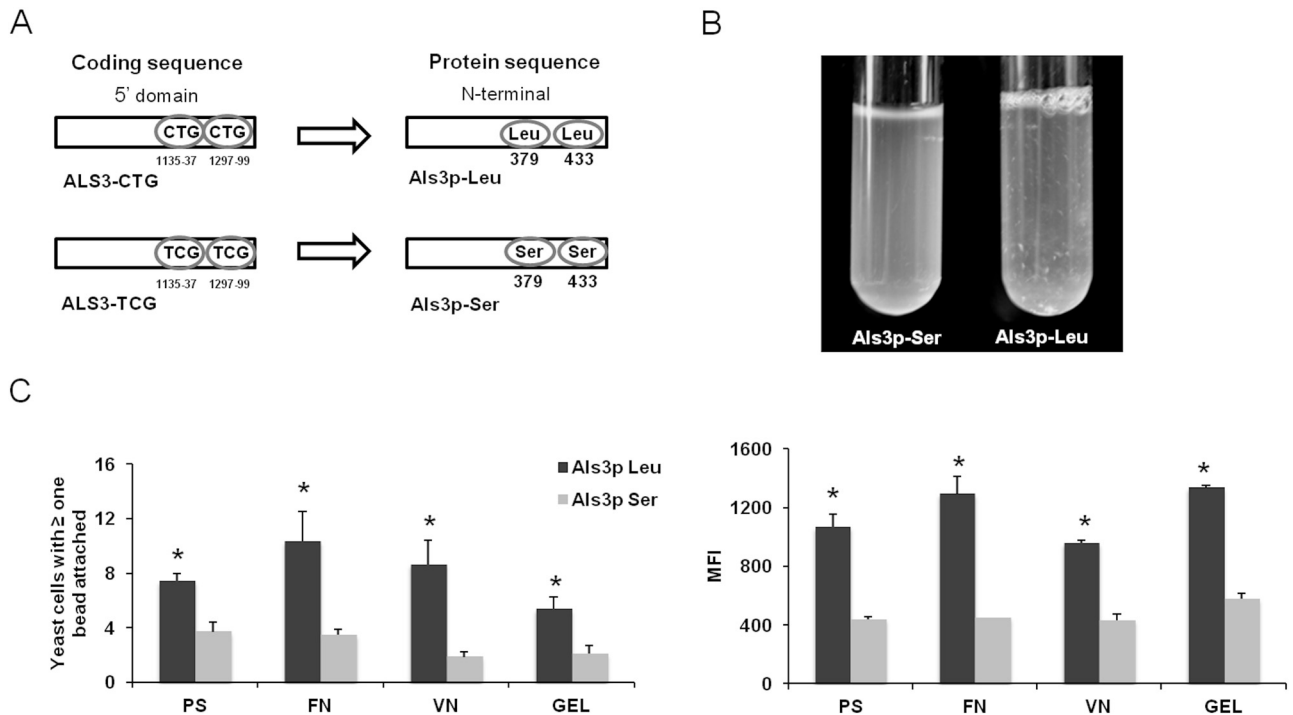 A
Coding sequence
Protein sequence
5' domain
N-terminal
CTG CTG
Leu Leu
1135-37 1297-99
379 433
ALS3-CTG
Als3p-Leu
TCG TCG
Ser Ser
1135-37 1297-99
379 433
ALS3-TCG
Als3p-Ser
B
Als3p-Ser Als3p-Leu
C
Yeast cells with ≥ one
bead attached
16
12
8
4
0
* * * *
PS FN VN GEL
Als3p Leu
Als3p Ser
MFI
1600
1200
800
400
0
* * * *
PS FN VN GEL